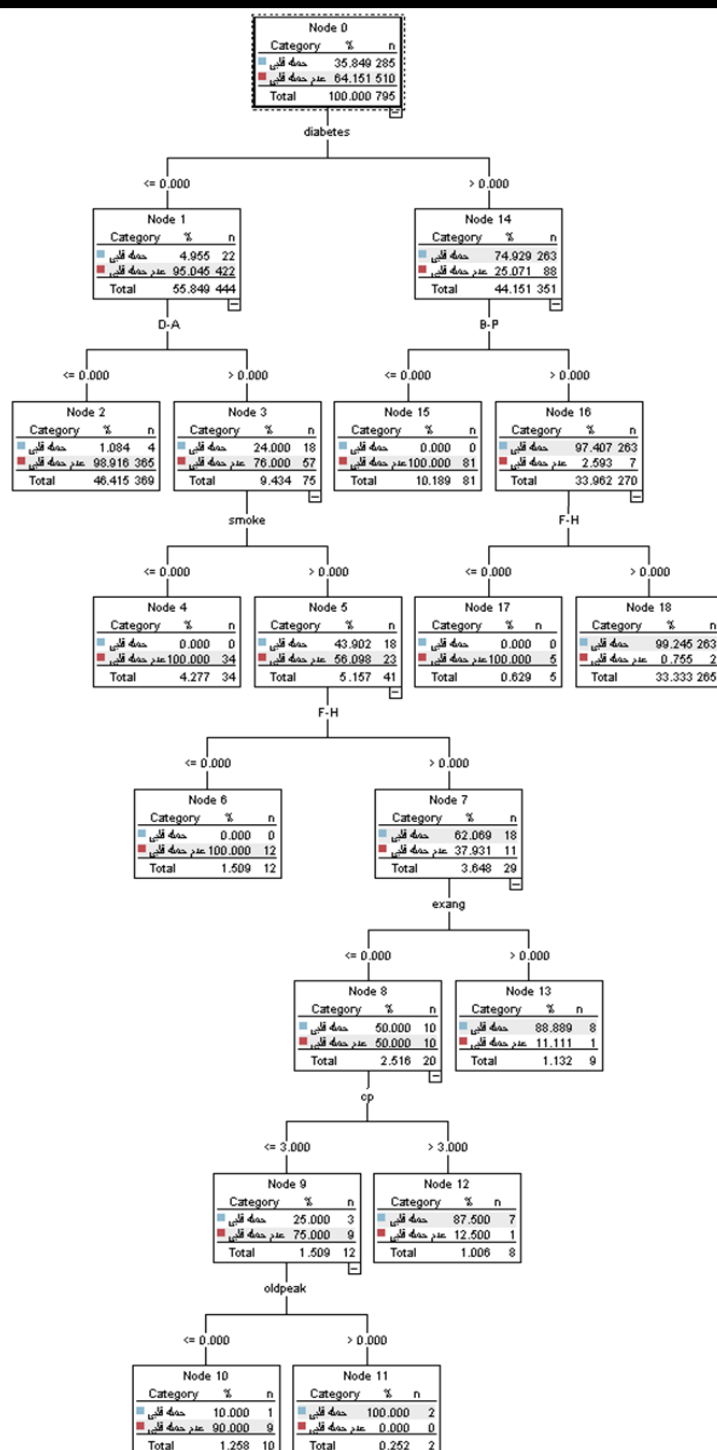 Node 0
Category % n
حمله قلبی 35.849 285
عدم حمله قلبی 64.151 510
Total 100.000 795
diabetes
<= 0.000 > 0.000
Node 1
Category % n
حمله قلبی 4.955 22
عدم حمله قلبی 95.045 422
Total 55.849 444
Node 14
Category % n
حمله قلبی 74.929 263
عدم حمله قلبی 25.071 88
Total 44.151 351
D-A
B-P
<= 0.000 > 0.000
<= 0.000 > 0.000
Node 2
Category % n
حمله قلبی 1.084 4
عدم حمله قلبی 98.916 365
Total 46.415 369
Node 3
Category % n
حمله قلبی 24.000 18
عدم حمله قلبی 76.000 57
Total 9.434 75
Node 15
Category % n
حمله قلبی 0.000 0
عدم حمله قلبی 100.000 81
Total 10.189 81
Node 16
Category % n
حمله قلبی 97.407 263
عدم حمله قلبی 2.593 7
Total 33.962 270
smoke
F-H
<= 0.000 > 0.000
<= 0.000 > 0.000
Node 4
Category % n
حمله قلبی 0.000 0
عدم حمله قلبی 100.000 34
Total 4.277 34
Node 5
Category % n
حمله قلبی 43.902 18
عدم حمله قلبی 56.098 23
Total 5.157 41
Node 17
Category % n
حمله قلبی 0.000 0
عدم حمله قلبی 100.000 5
Total 0.629 5
Node 18
Category % n
حمله قلبی 99.245 263
عدم حمله قلبی 0.755 2
Total 33.333 265
F-H
<= 0.000 > 0.000
Node 6
Category % n
حمله قلبی 0.000 0
عدم حمله قلبی 100.000 12
Total 1.509 12
Node 7
Category % n
حمله قلبی 62.069 18
عدم حمله قلبی 37.931 11
Total 3.648 29
exang
<= 0.000 > 0.000
Node 8
Category % n
حمله قلبی 50.000 10
عدم حمله قلبی 50.000 10
Total 2.516 20
Node 13
Category % n
حمله قلبی 88.889 8
عدم حمله قلبی 11.111 1
Total 1.132 9
cp
<= 3.000 > 3.000
Node 9
Category % n
حمله قلبی 25.000 3
عدم حمله قلبی 75.000 9
Total 1.509 12
Node 12
Category % n
حمله قلبی 87.500 7
عدم حمله قلبی 12.500 1
Total 1.006 8
oldpeak
<= 0.000 > 0.000
Node 10
Category % n
حمله قلبی 10.000 1
عدم حمله قلبی 90.000 9
Total 1.258 10
Node 11
Category % n
حمله قلبی 100.000 2
عدم حمله قلبی 0.000 0
Total 0.252 2